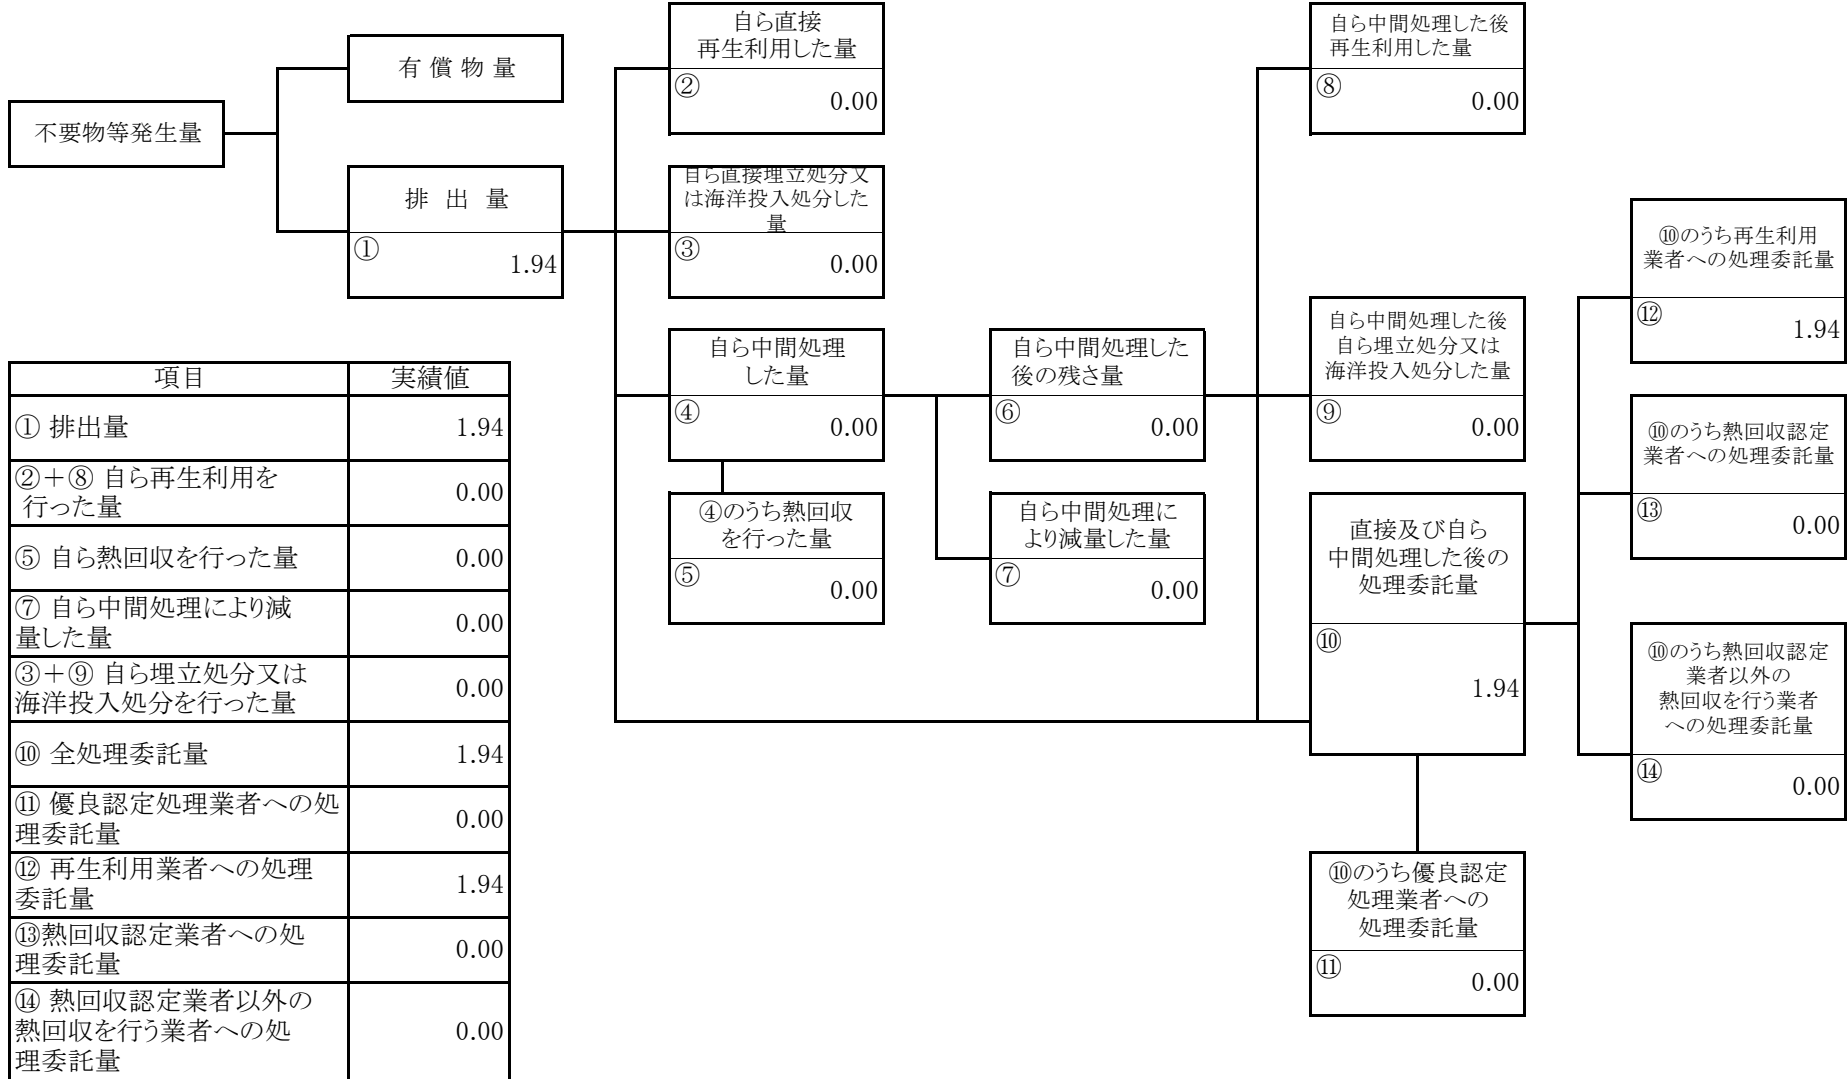 不要物等発生量
有 償 物 量
排 出 量
①
1.94
自ら直接
再生利用した量
②
0.00
自ら直接埋立処分又
は海洋投入処分した
量
③
0.00
自ら中間処理
した量
④
0.00
④のうち熱回収
を行った量
⑤
0.00
自ら中間処理した
後の残さ量
⑥
0.00
自ら中間処理に
より減量した量
⑦
0.00
自ら中間処理した後
再生利用した量
⑧
0.00
自ら中間処理した後
自ら埋立処分又は
海洋投入処分した量
⑨
0.00
直接及び自ら
中間処理した後の
処理委託量
⑩
1.94
⑩のうち優良認定
処理業者への
処理委託量
⑪
0.00
⑩のうち再生利用
業者への処理委託量
⑫
1.94
⑩のうち熱回収認定
業者への処理委託量
⑬
0.00
⑩のうち熱回収認定
業者以外の
熱回収を行う業者
への処理委託量
⑭
0.00
項目 実績値
① 排出量 1.94
②＋⑧ 自ら再生利用を
行った量 0.00
⑤ 自ら熱回収を行った量 0.00
⑦ 自ら中間処理により減
量した量 0.00
③＋⑨ 自ら埋立処分又は
海洋投入処分を行った量 0.00
⑩ 全処理委託量 1.94
⑪ 優良認定処理業者への処
理委託量 0.00
⑫ 再生利用業者への処理
委託量 1.94
⑬熱回収認定業者への処
理委託量 0.00
⑭ 熱回収認定業者以外の
熱回収を行う業者への処
理委託量 0.00